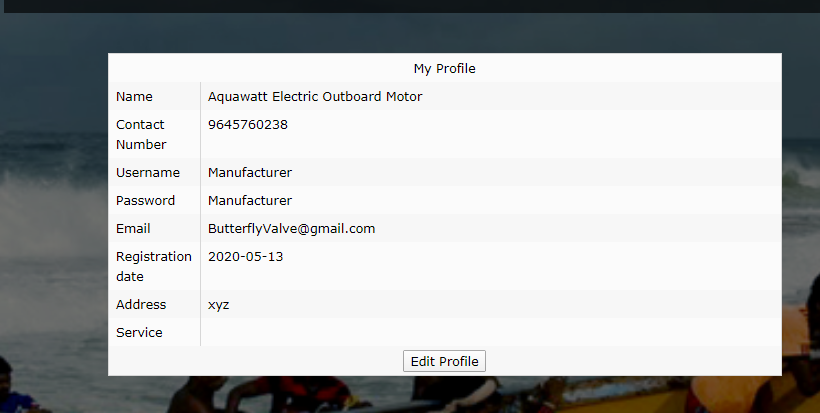 My Profile
Name Aquawatt Electric Outboard Motor
Contact 9645760238
Number
Username Manufacturer
Password Manufacturer
Email ButterflyValve@gmail.com
Registration 2020-05-13
date
Address xyz
Service
Edit Profile